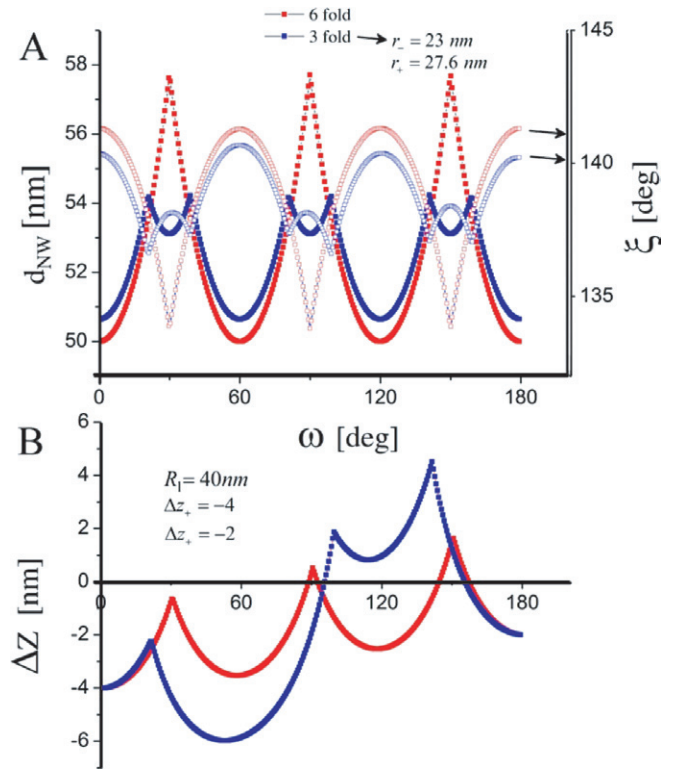 A
6 fold
3 fold
r₋ = 23 nm
r₊ = 27.6 nm
58
56
54
52
50
d_NW [nm]
145
140
135
ξ [deg]
0
60
120
180
ω [deg]
B
R₁= 40nm
Δz₊ = −4
Δz₊ = −2
6
4
2
0
-2
-4
-6
ΔZ [nm]
0
60
120
180